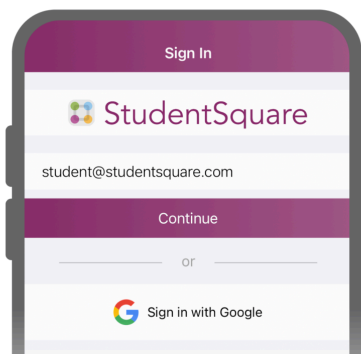 Sign In
StudentSquare
student@studentsquare.com
Continue
or
Sign in with Google